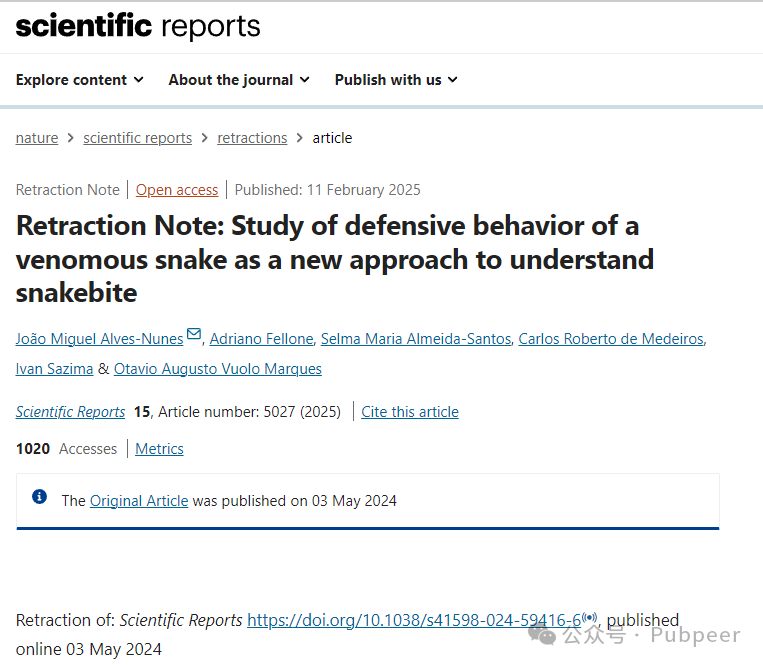 scientific reports
Explore content About the journal Publish with us
nature > scientific reports > retractions > article
Retraction Note | Open access | Published: 11 February 2025
Retraction Note: Study of defensive behavior of a
venomous snake as a new approach to understand
snakebite
João Miguel Alves-Nunes, Adriano Fellone, Selma Maria Almeida-Santos, Carlos Roberto de Medeiros,
Ivan Sazima & Otavio Augusto Vuolo Marques
Scientific Reports 15, Article number: 5027 (2025) | Cite this article
1020 Accesses | Metrics
The Original Article was published on 03 May 2024
Retraction of: Scientific Reports https://doi.org/10.1038/s41598-024-59416-6, published
online 03 May 2024
公众号 · Pubpeer